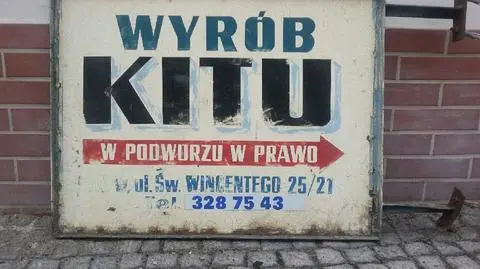 WYRÓB
KITU
W PODWÓRZU W PRAWO
ul. Św. WINCENTEGO 25/21
Tel. 328 75 43